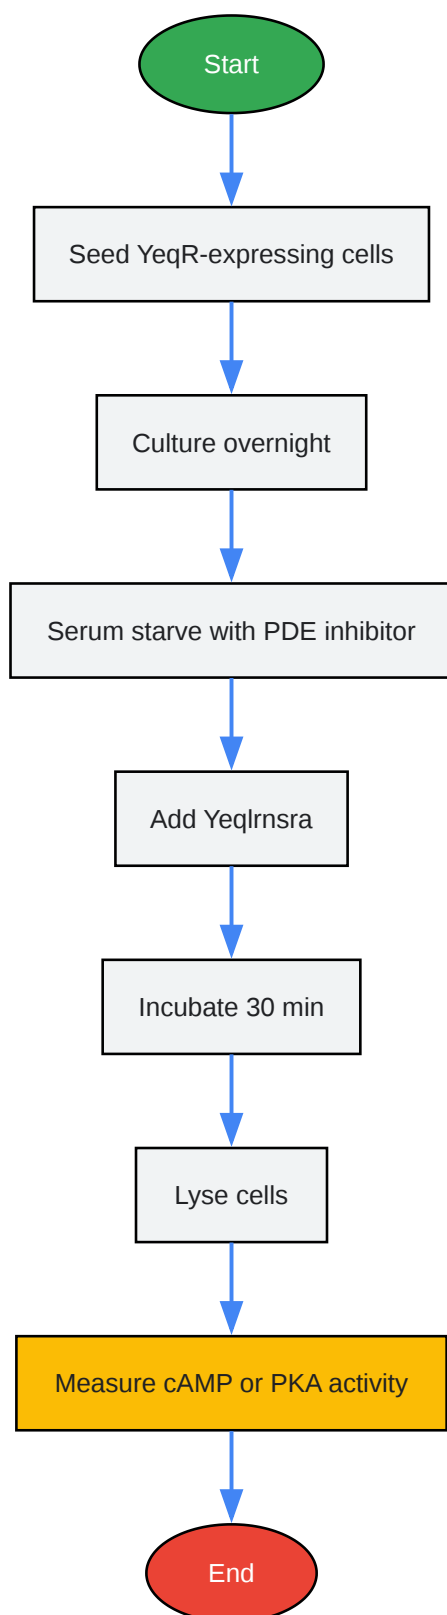 Start
Seed YeqR-expressing cells
Culture overnight
Serum starve with PDE inhibitor
Add Yeqlrnsra
Incubate 30 min
Lyse cells
Measure cAMP or PKA activity
End